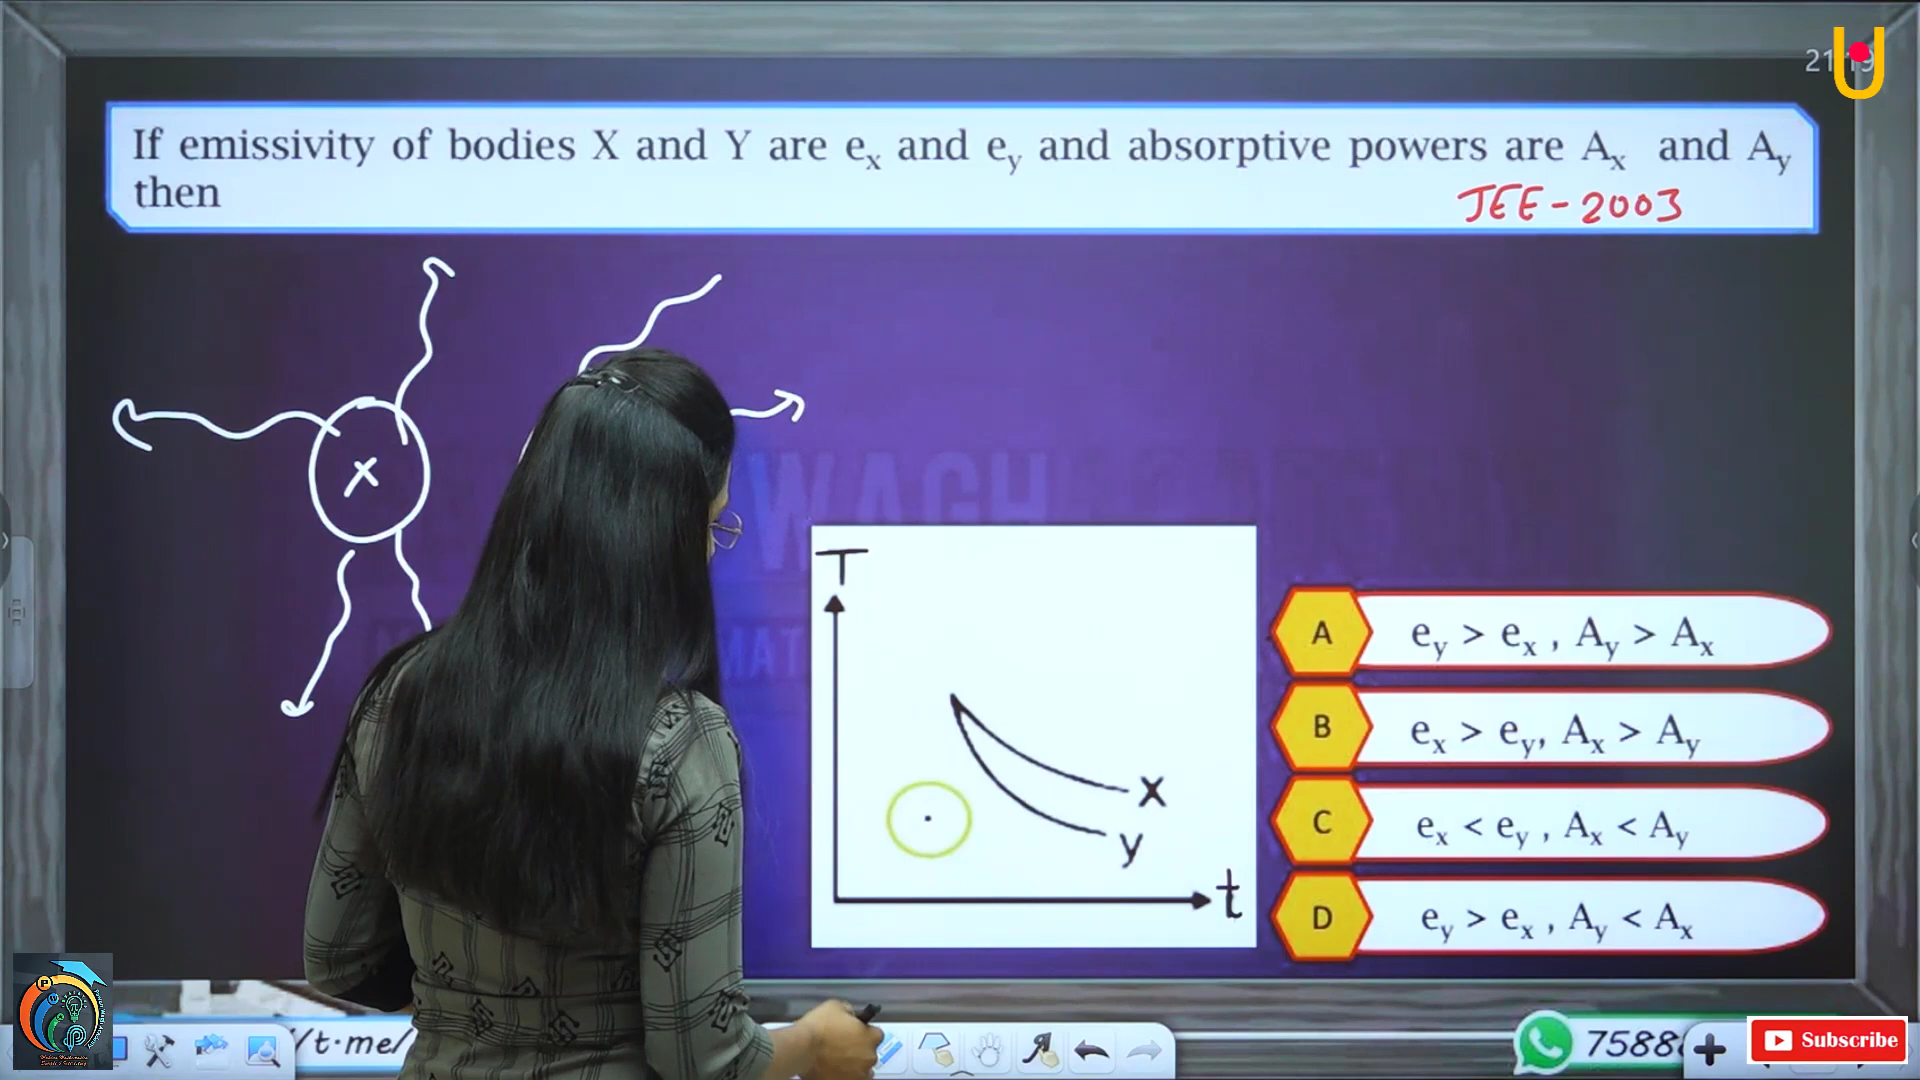 If emissivity of bodies X and Y are eₓ and eᵧ and absorptive powers are Aₓ and Aᵧ
then
JEE-2003
X
WAGH
MAT
T
X
y
t
A
eᵧ > eₓ , Aᵧ > Aₓ
B
eₓ > eᵧ, Aₓ > Aᵧ
C
eₓ < eᵧ , Aₓ < Aᵧ
D
eᵧ > eₓ , Aᵧ < Aₓ
/t.me/
7588
Subscribe